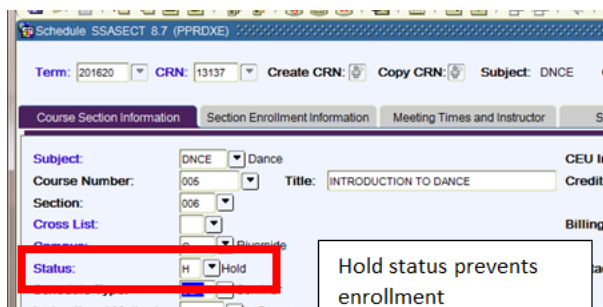 Schedule SSASECT 8.7 (PPRDXE)
Term: 201620 CRN: 13137 Create CRN: Copy CRN: Subject: DNCE
Course Section Information Section Enrollment Information Meeting Times and Instructor S
Subject: DNCE Dance CEU I
Course Number: 005 Title: INTRODUCTION TO DANCE Credit
Section: 006
Cross List: Billing
Riverside
Status: H Hold
Hold status prevents
enrollment